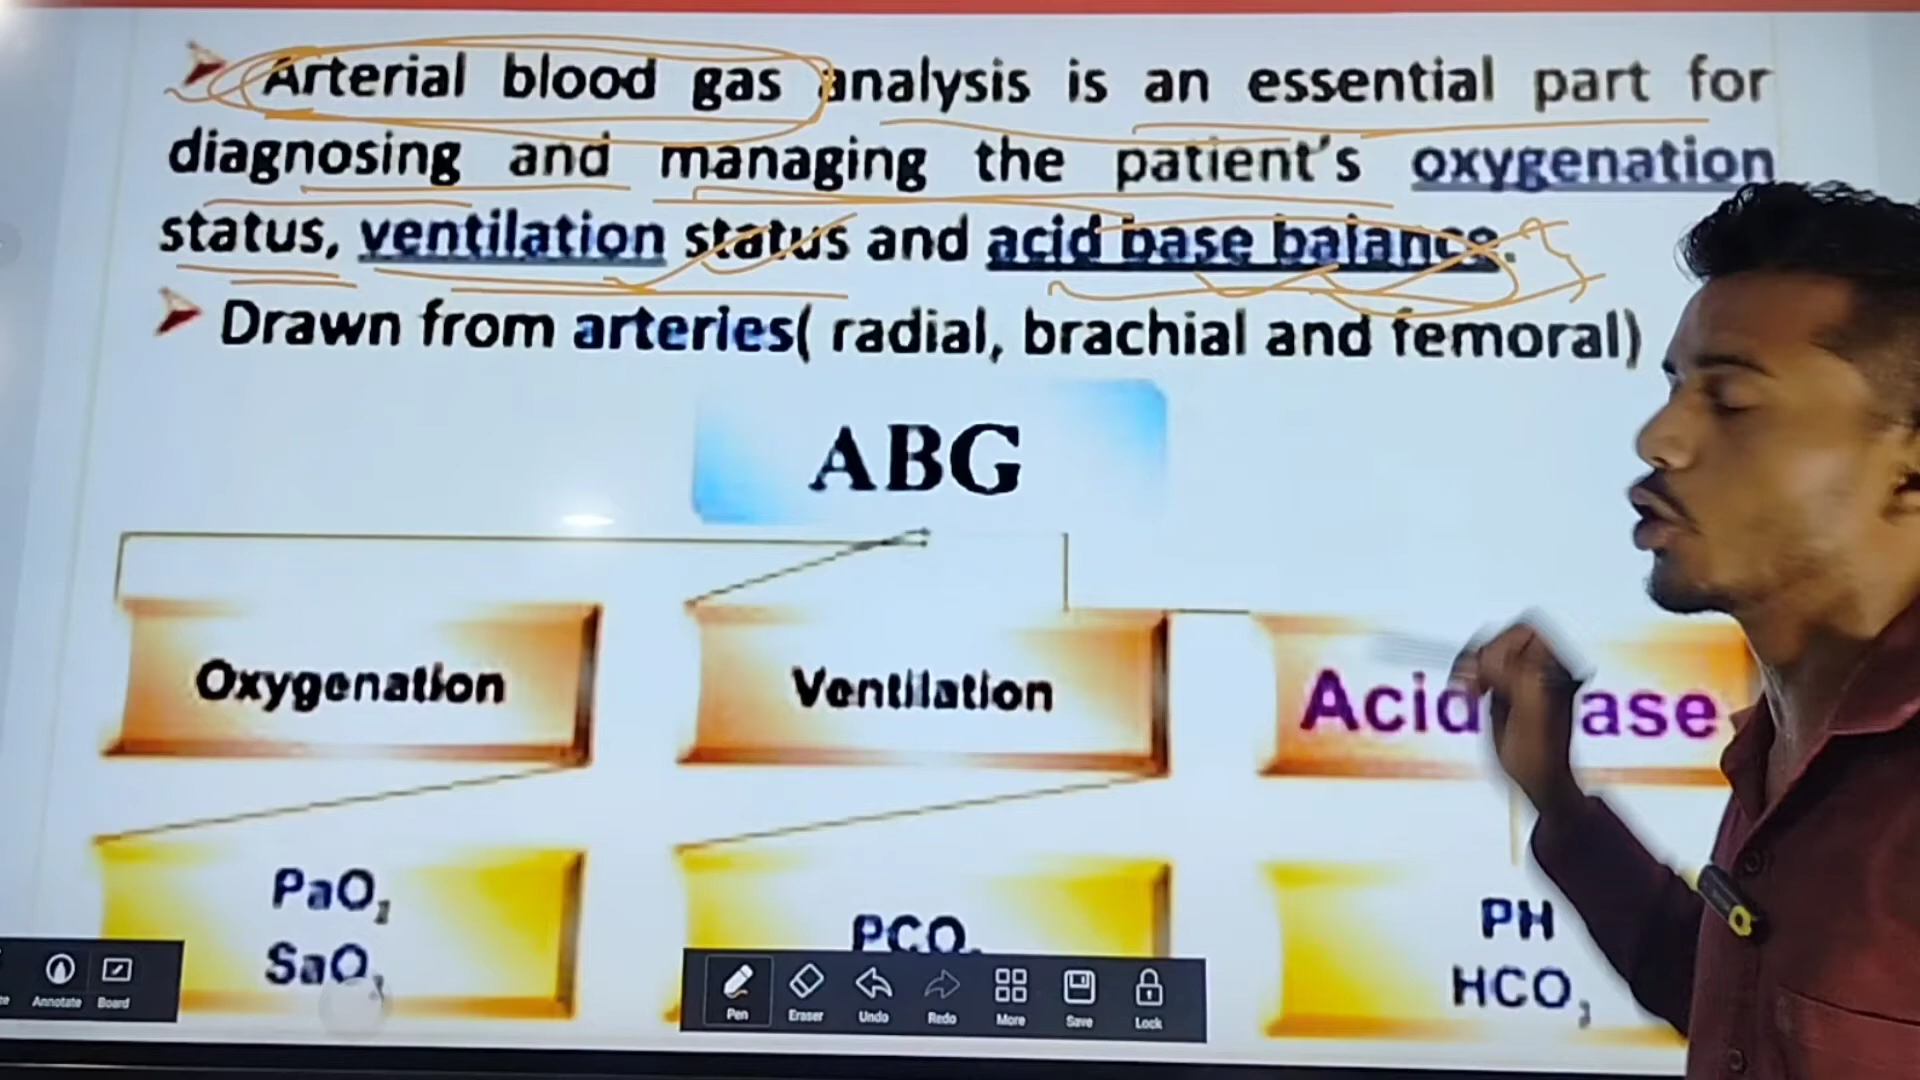 Arterial blood gas analysis is an essential part for
diagnosing and managing the patient's oxygenation
status, ventilation status and acid base balance.
Drawn from arteries( radial, brachial and femoral)
ABG
Oxygenation
Ventilation
Acid ase
PaO2
SaO2
PCO2
PH
HCO3
Annotate
Board
Pen
Eraser
Undo
Redo
More
Save
Lock